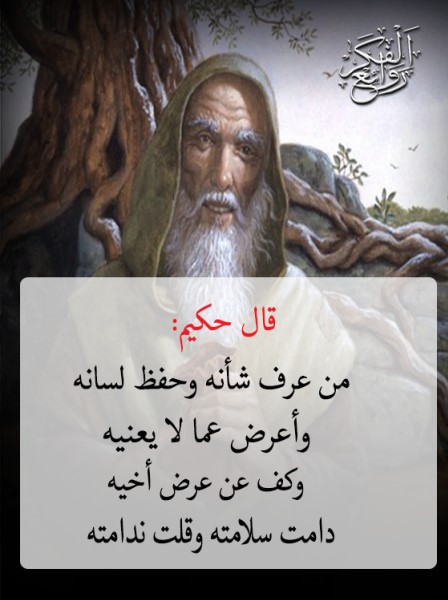 روائع الفكر
قال حكيم:
من عرف شأنه وحفظ لسانه
وأعرض عما لا يعنيه
وكف عن عرض أخيه
دامت سلامته وقلت ندامته